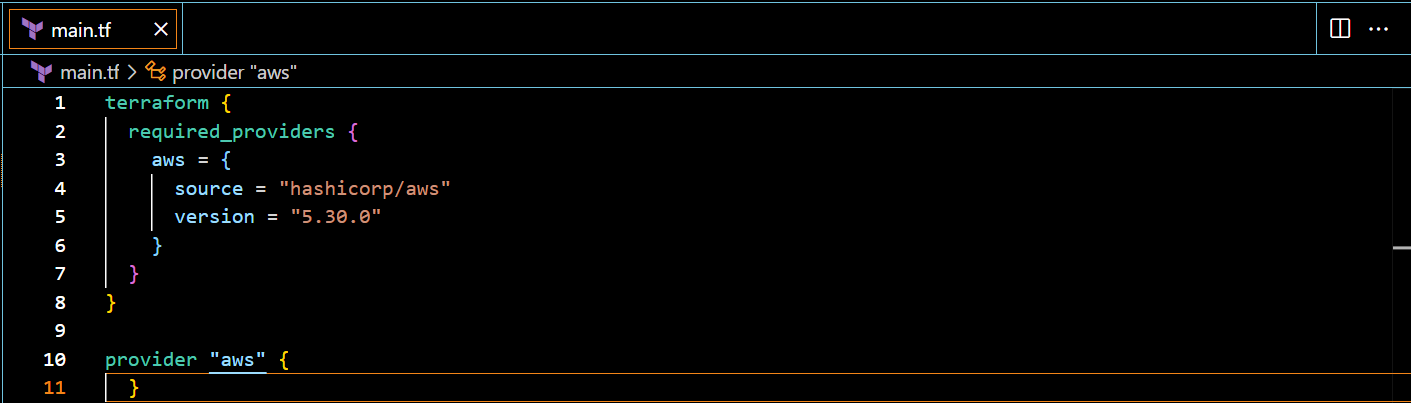 main.tf
main.tf > provider "aws"
1 terraform {
2   required_providers {
3     aws = {
4       source = "hashicorp/aws"
5       version = "5.30.0"
6     }
7   }
8 }
9
10 provider "aws" {
11   }